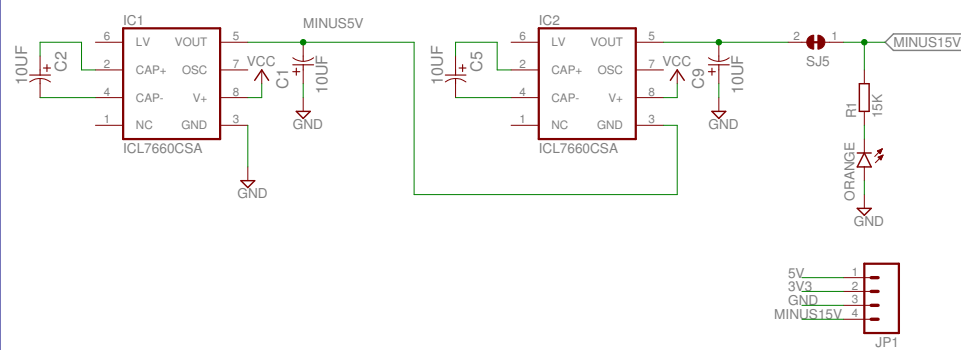 IC1
MINUS5V
10UF
C2
6 LV VOUT 5
2 CAP+ OSC 7
4 CAP- V+ 8
1 NC GND 3
ICL7660CSA
VCC
C1
10UF
GND
GND
IC2
10UF
C5
6 LV VOUT 5
2 CAP+ OSC 7
4 CAP- V+ 8
1 NC GND 3
ICL7660CSA
VCC
C9
10UF
GND
2 1
SJ5
MINUS15V
R1
15K
ORANGE
GND
5V 1
3V3 2
GND 3
MINUS15V 4
JP1